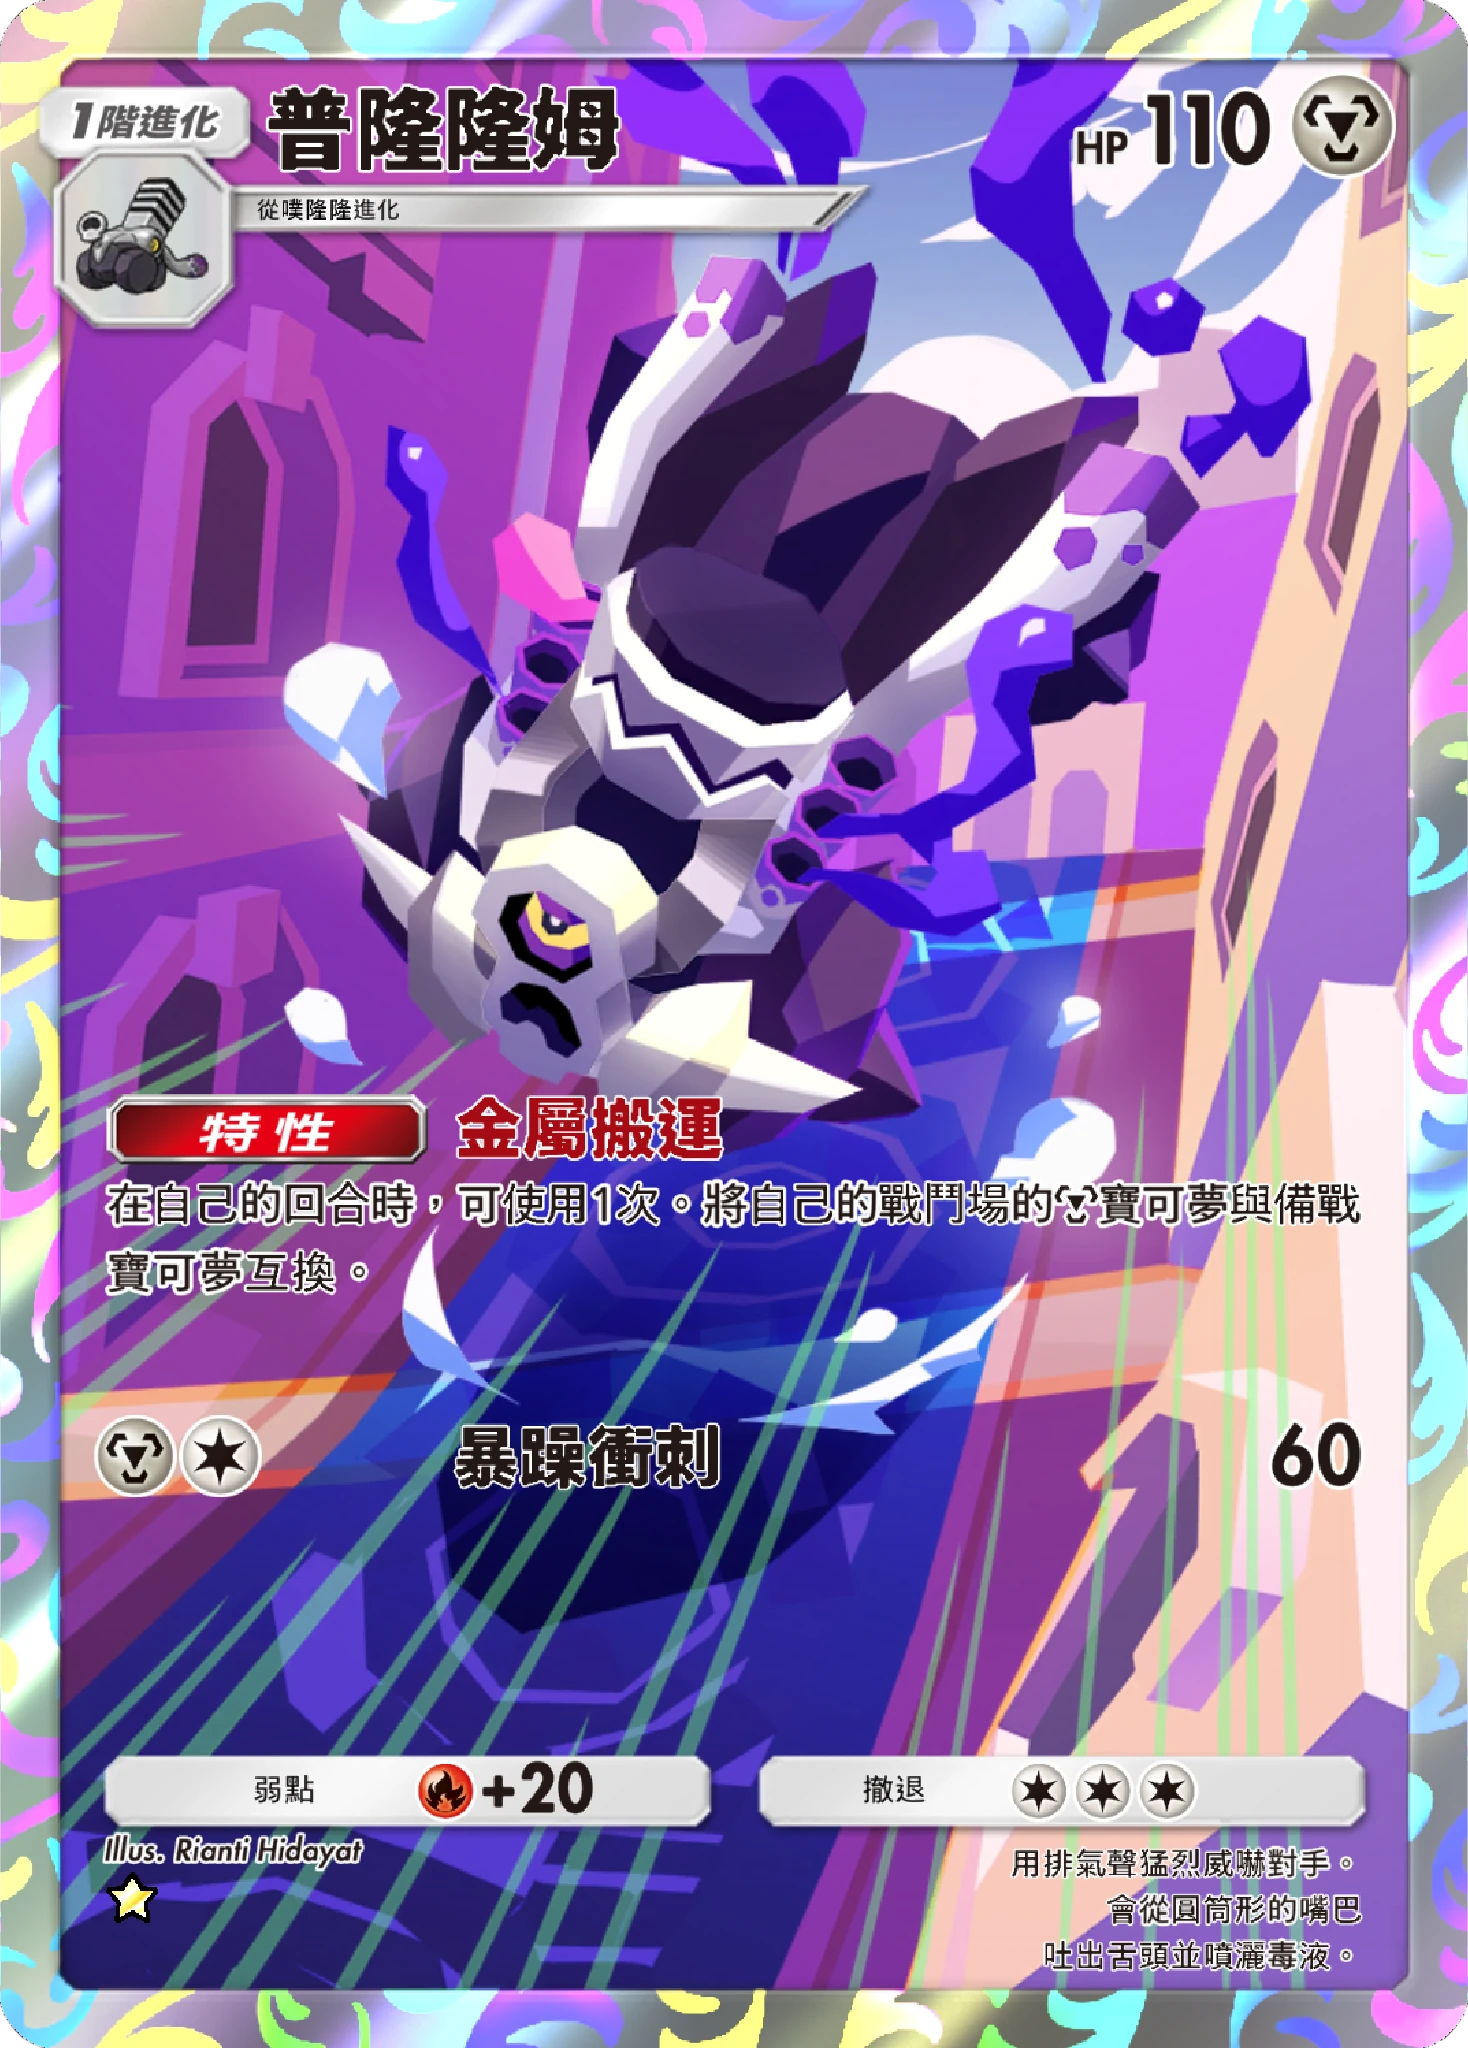 1階進化
普隆隆姆
HP 110
從噗隆隆進化
特性
金屬搬運
在自己的回合時，可使用1次。將自己的戰鬥場的寶可夢與備戰
寶可夢互換。
暴躁衝刺
60
弱點
+20
撤退
Illus. Rianti Hidayat
用排氣聲猛烈威嚇對手。
會從圓筒形的嘴巴
吐出舌頭並噴灑毒液。